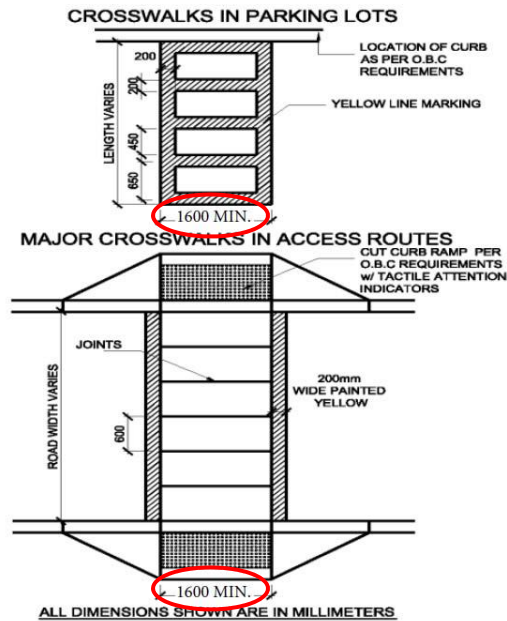 CROSSWALKS IN PARKING LOTS
200
LOCATION OF CURB
AS PER O.B.C
REQUIREMENTS
LENGTH VARIES
200
YELLOW LINE MARKING
450
650
1600 MIN.
MAJOR CROSSWALKS IN ACCESS ROUTES
CUT CURB RAMP PER
O.B.C REQUIREMENTS
w/ TACTILE ATTENTION
INDICATORS
JOINTS
200mm
WIDE PAINTED
YELLOW
ROAD WIDTH VARIES
600
1600 MIN.
ALL DIMENSIONS SHOWN ARE IN MILLIMETERS